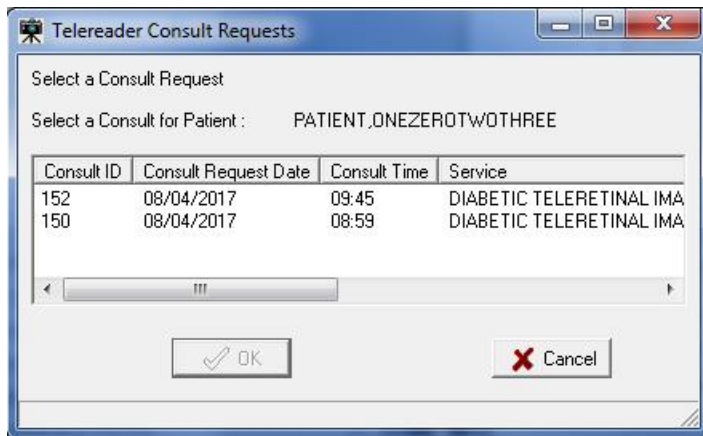 Telereader Consult Requests
Select a Consult Request
Select a Consult for Patient : PATIENT,ONEZEROTWOTHREE
Consult ID Consult Request Date Consult Time Service
152 08/04/2017 09:45 DIABETIC TELERETINAL IMA
150 08/04/2017 08:59 DIABETIC TELERETINAL IMA
OK Cancel